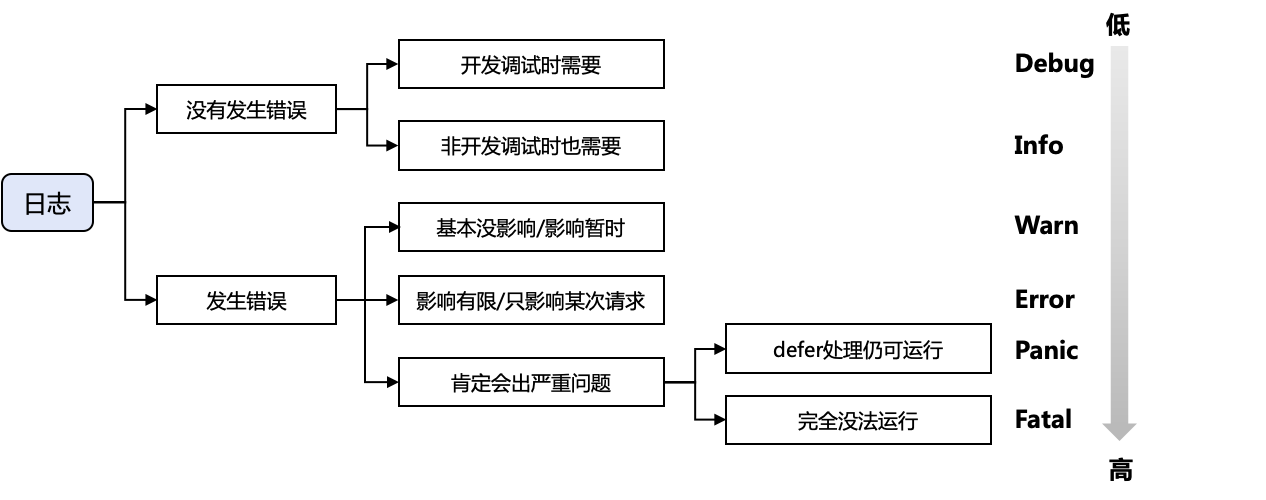 低
开发调试时需要
Debug
没有发生错误
非开发调试时也需要
Info
日志
基本没影响/影响暂时
Warn
发生错误
影响有限/只影响某次请求
Error
defer处理仍可运行
Panic
肯定会出严重问题
完全没法运行
Fatal
高